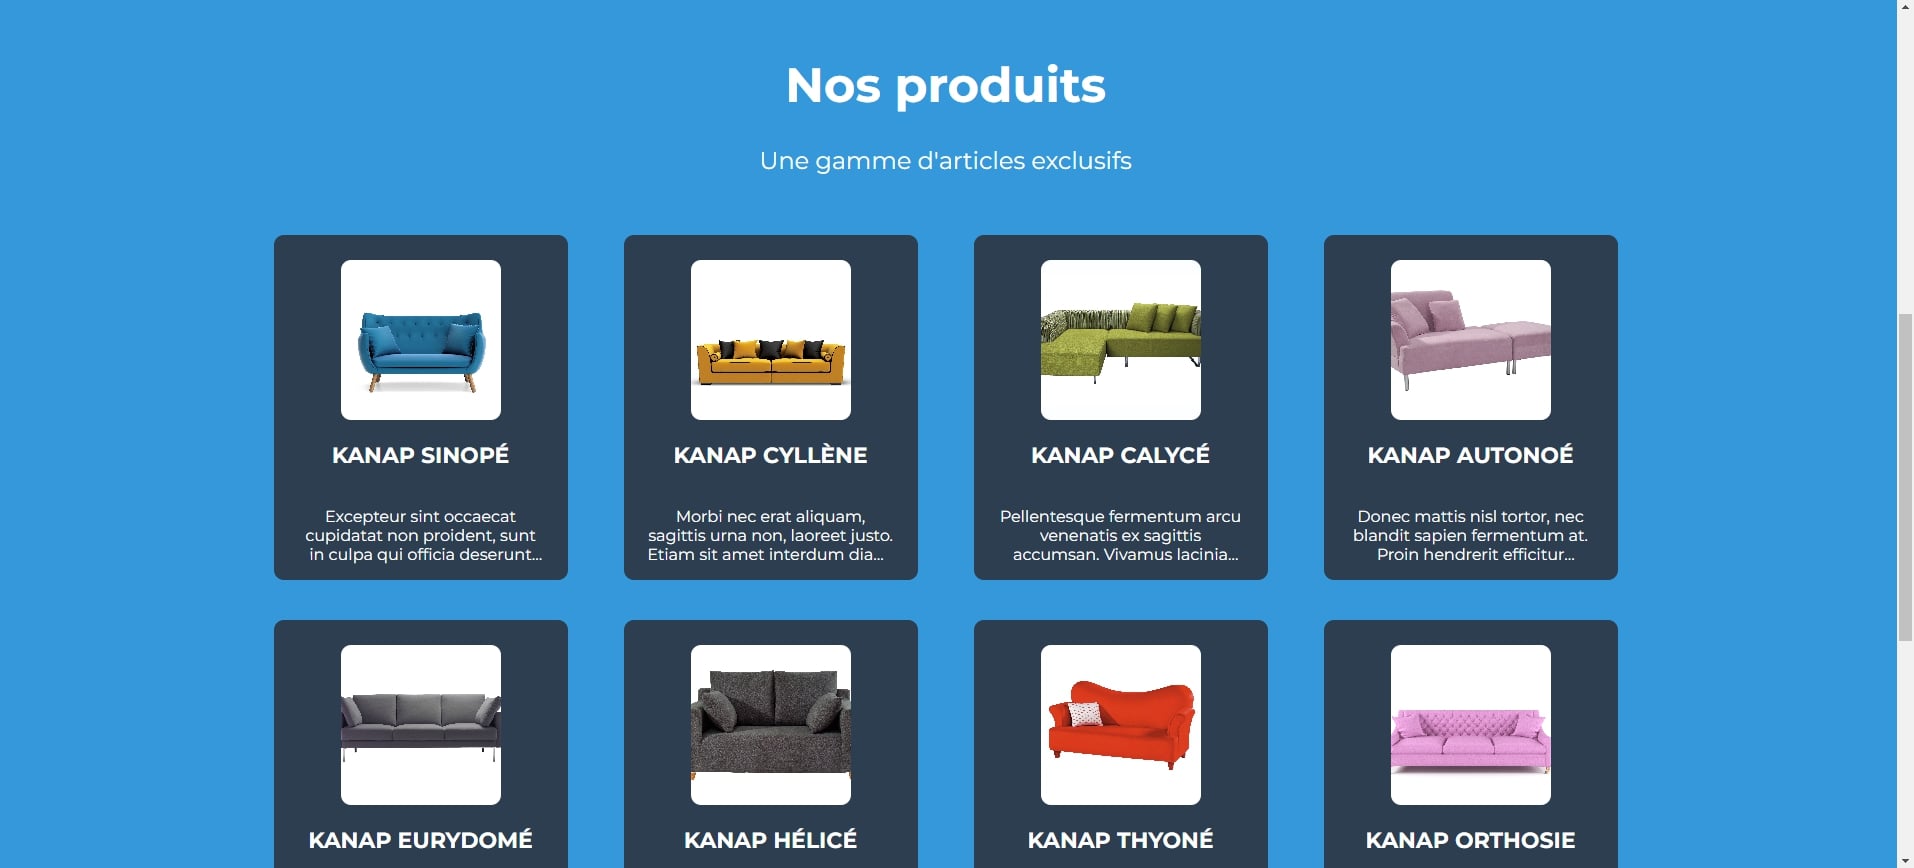 Nos produits
Une gamme d'articles exclusifs
KANAP SINOPÉ
Excepteur sint occaecat
cupidatat non proident, sunt
in culpa qui officia deserunt...
KANAP CYLLÈNE
Morbi nec erat aliquam,
sagittis urna non, laoreet justo.
Etiam sit amet interdum dia...
KANAP CALYCÉ
Pellentesque fermentum arcu
venenatis ex sagittis
accumsan. Vivamus lacinia...
KANAP AUTONOÉ
Donec mattis nisl tortor, nec
blandit sapien fermentum at.
Proin hendrerit efficitur...
KANAP EURYDOMÉ
KANAP HÉLICÉ
KANAP THYONÉ
KANAP ORTHOSIE